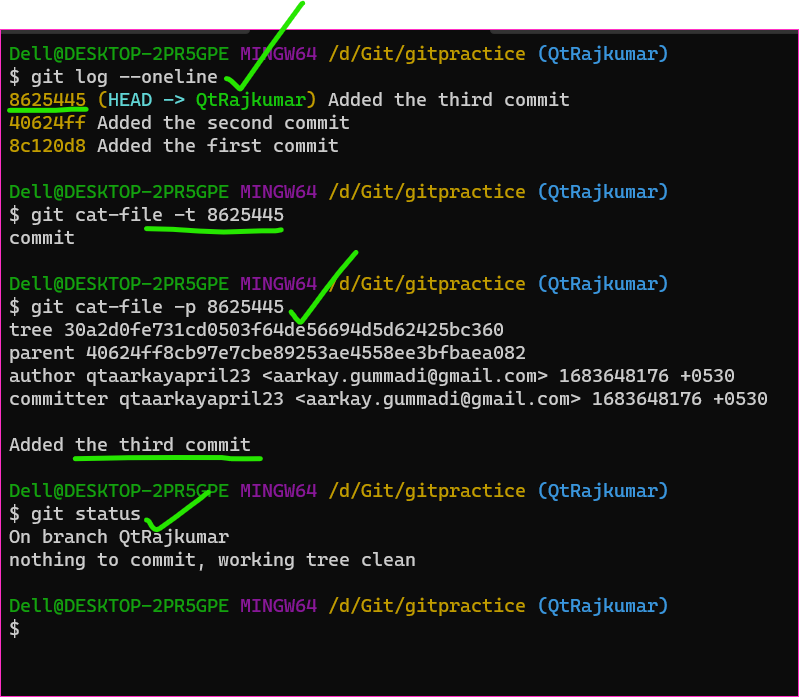 Dell@DESKTOP-2PR5GPE MINGW64 /d/Git/gitpractice (QtRajkumar)
$ git log --oneline
8625445 (HEAD -> QtRajkumar) Added the third commit
40624ff Added the second commit
8c120d8 Added the first commit
Dell@DESKTOP-2PR5GPE MINGW64 /d/Git/gitpractice (QtRajkumar)
$ git cat-file -t 8625445
commit
Dell@DESKTOP-2PR5GPE MINGW64 /d/Git/gitpractice (QtRajkumar)
$ git cat-file -p 8625445
tree 30a2d0fe731cd0503f64de56694d5d62425bc360
parent 40624ff8cb97e7cbe89253ae4558ee3bfbaea082
author qtaarkayapril23 <aarkay.gummadi@gmail.com> 1683648176 +0530
committer qtaarkayapril23 <aarkay.gummadi@gmail.com> 1683648176 +0530
Added the third commit
Dell@DESKTOP-2PR5GPE MINGW64 /d/Git/gitpractice (QtRajkumar)
$ git status
On branch QtRajkumar
nothing to commit, working tree clean
Dell@DESKTOP-2PR5GPE MINGW64 /d/Git/gitpractice (QtRajkumar)
$